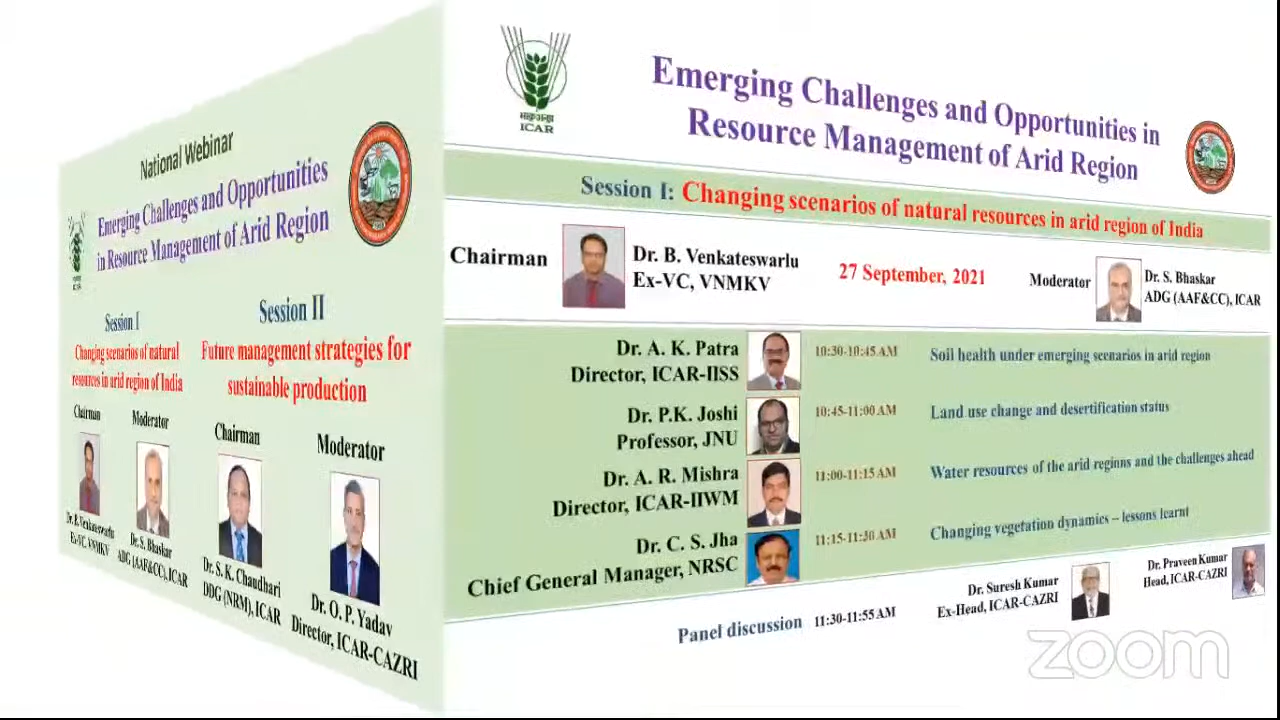 National Webinar
Emerging Challenges and Opportunities
in Resource Management of Arid Region
Session I
Changing scenarios of natural
resources in arid region of India
Chairman
Moderator
Dr. B. Venkateswarlu
Ex-VC, VNMKV
Dr. S. Bhaskar
ADG (AAF&CC), ICAR
Session II
Future management strategies for
sustainable production
Chairman
Moderator
Dr. S. K. Chaudhari
DDG (NRM), ICAR
Dr. O. P. Yadav
Director, ICAR-CAZRI
भाकृअनुप
ICAR
Emerging Challenges and Opportunities in
Resource Management of Arid Region
Session I: Changing scenarios of natural resources in arid region of India
Chairman
Dr. B. Venkateswarlu
Ex-VC, VNMKV
27 September, 2021
Moderator
Dr. S. Bhaskar
ADG (AAF&CC), ICAR
Dr. A. K. Patra
Director, ICAR-IISS
10:30-10:45 AM
Soil health under emerging scenarios in arid region
Dr. P.K. Joshi
Professor, JNU
10:45-11:00 AM
Land use change and desertification status
Dr. A. R. Mishra
Director, ICAR-IIWM
11:00-11:15 AM
Water resources of the arid regions and the challenges ahead
Dr. C. S. Jha
Chief General Manager, NRSC
11:15-11:30 AM
Changing vegetation dynamics – lessons learnt
Panel discussion 11:30-11:55 AM
Dr. Suresh Kumar
Ex-Head, ICAR-CAZRI
Dr. Praveen Kumar
Head, ICAR-CAZRI
zoom